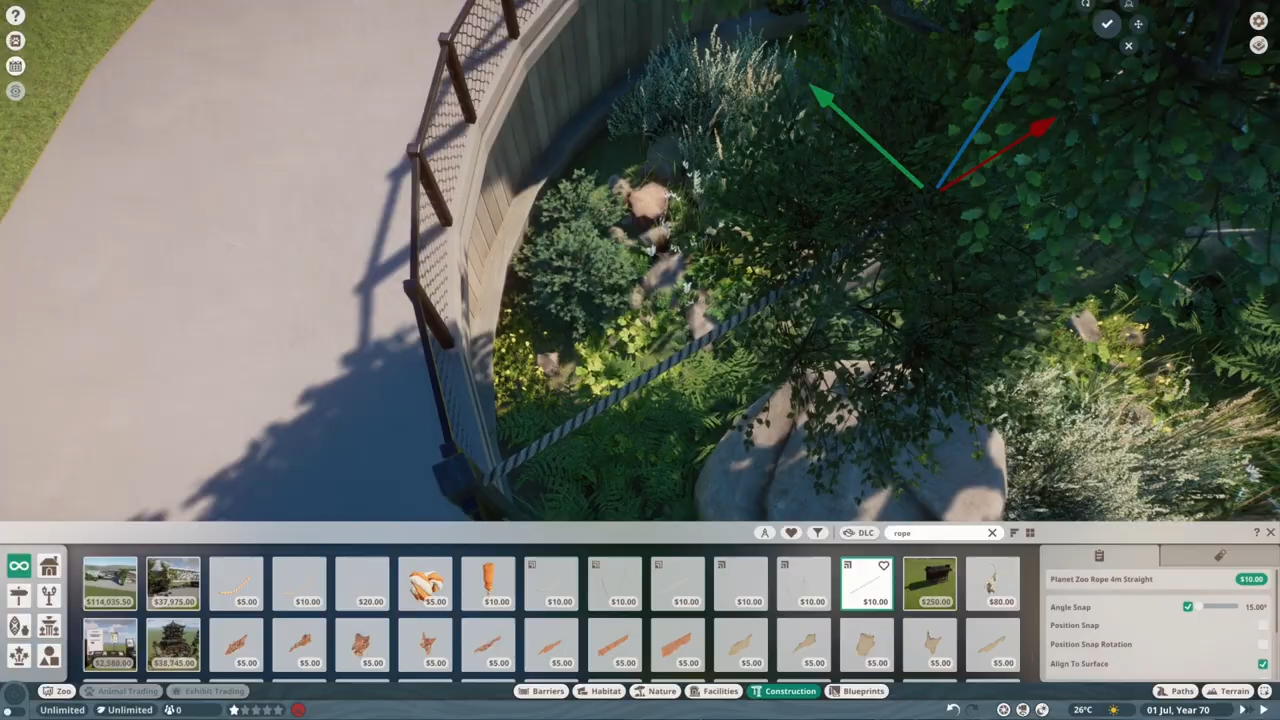 ?
DLC
rope
?
$114,035.50 $37,975.00 $5.00 $10.00 $20.00 $5.00 $10.00 $10.00 $10.00 $10.00 $10.00 $10.00 $10.00 $250.00 $80.00
$2,580.00 $38,745.00 $5.00 $5.00 $5.00 $5.00 $5.00 $5.00 $5.00 $5.00 $5.00 $5.00 $5.00 $5.00 $5.00
Planet Zoo Rope 4m Straight $10.00
Angle Snap 15.00°
Position Snap
Position Snap Rotation
Align To Surface
Zoo Animal Trading Exhibit Trading Barriers Habitat Nature Facilities Construction Blueprints Paths Terrain
Unlimited Unlimited 0 26°C 01 Jul, Year 70